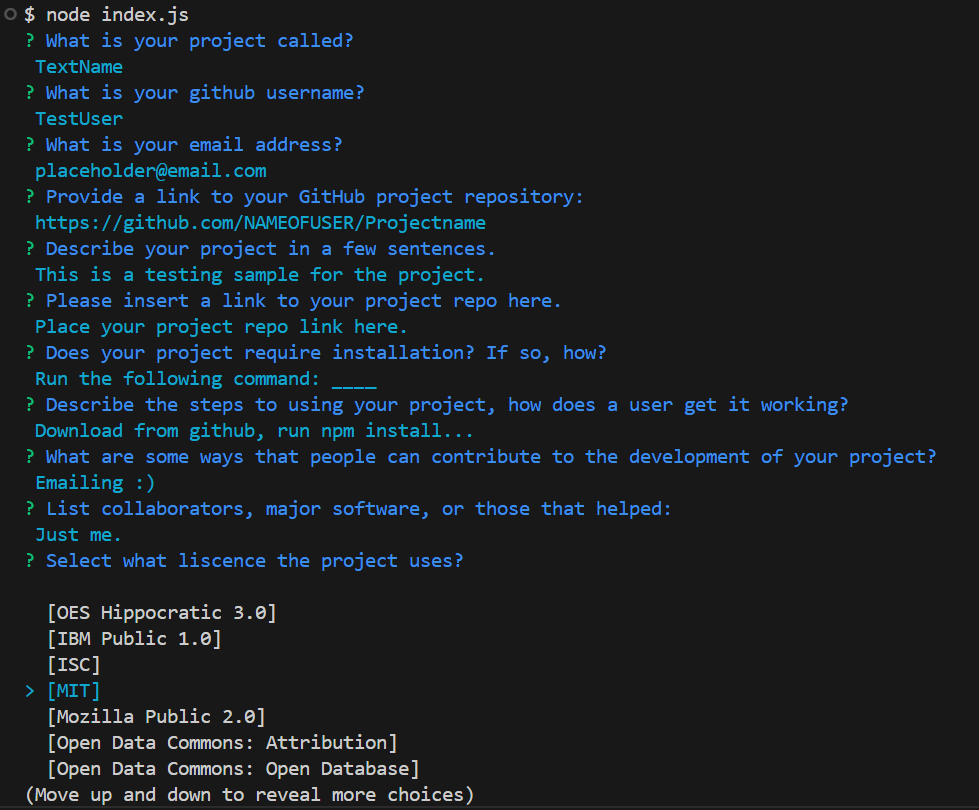 $ node index.js
? What is your project called?
TextName
? What is your github username?
TestUser
? What is your email address?
placeholder@email.com
? Provide a link to your GitHub project repository:
https://github.com/NAMEOFUSER/Projectname
? Describe your project in a few sentences.
This is a testing sample for the project.
? Please insert a link to your project repo here.
Place your project repo link here.
? Does your project require installation? If so, how?
Run the following command: ____
? Describe the steps to using your project, how does a user get it working?
Download from github, run npm install...
? What are some ways that people can contribute to the development of your project?
Emailing :)
? List collaborators, major software, or those that helped:
Just me.
? Select what liscence the project uses?
[OES Hippocratic 3.0]
[IBM Public 1.0]
[ISC]
> [MIT]
[Mozilla Public 2.0]
[Open Data Commons: Attribution]
[Open Data Commons: Open Database]
(Move up and down to reveal more choices)